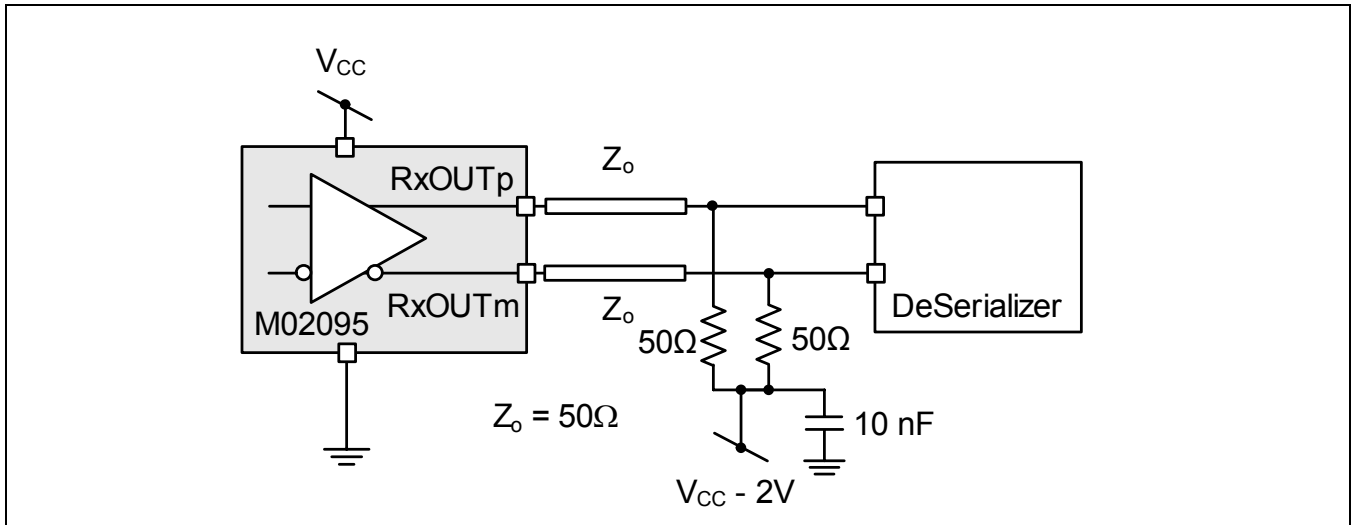 V_CC
RxOUTp
Z_o
RxOUTm
Z_o
M02095
DeSerializer
50Ω
50Ω
Z_o = 50Ω
10 nF
V_CC - 2V